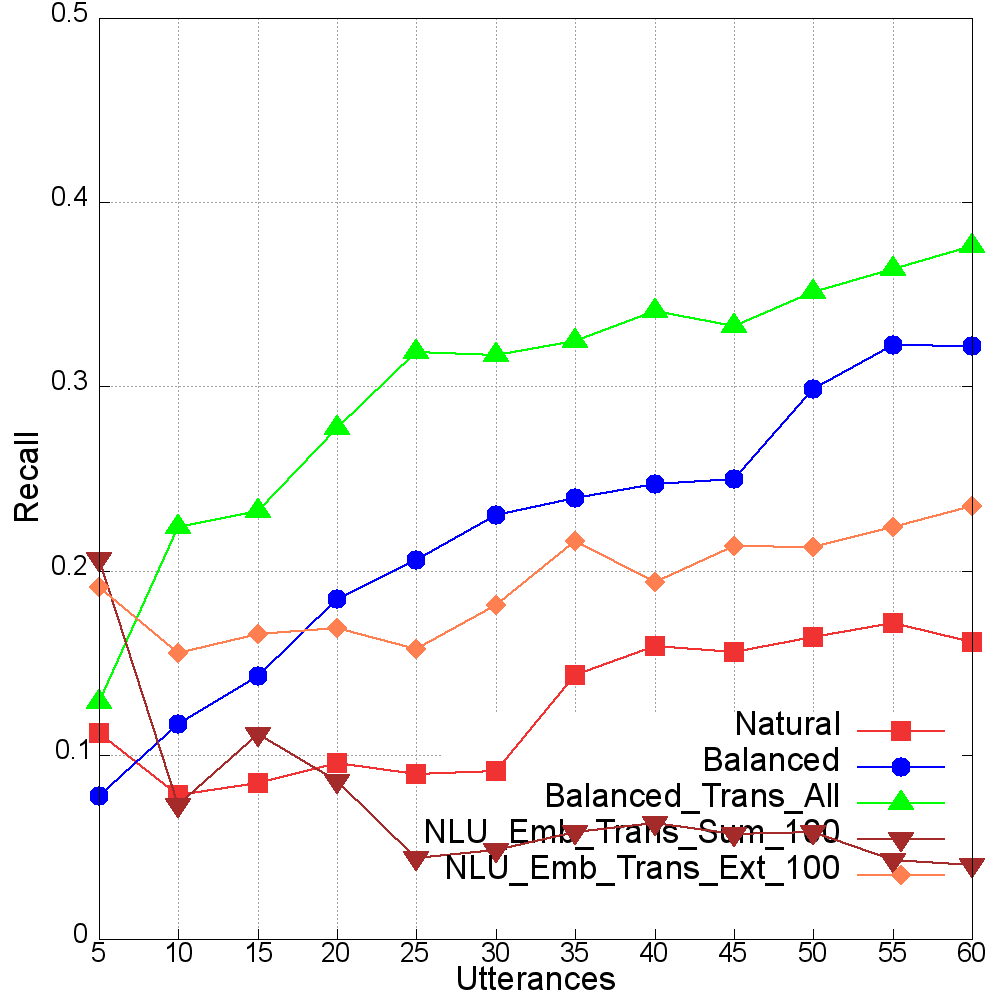 0.5
0.4
0.3
0.2
0.1
0
Recall
5 10 15 20 25 30 35 40 45 50 55 60
Utterances
Natural
Balanced
Balanced_Trans_All
NLU_Emb_Trans_Sum_100
NLU_Emb_Trans_Ext_100